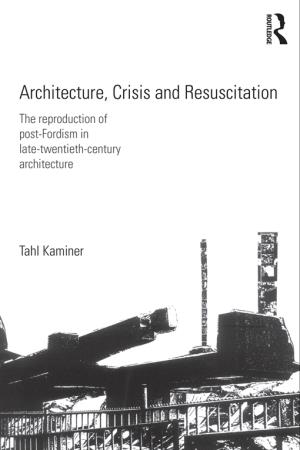 ROUTLEDGE
Architecture, Crisis and Resuscitation
The reproduction of
post-Fordism in
late-twentieth-century
architecture
Tahl Kaminer